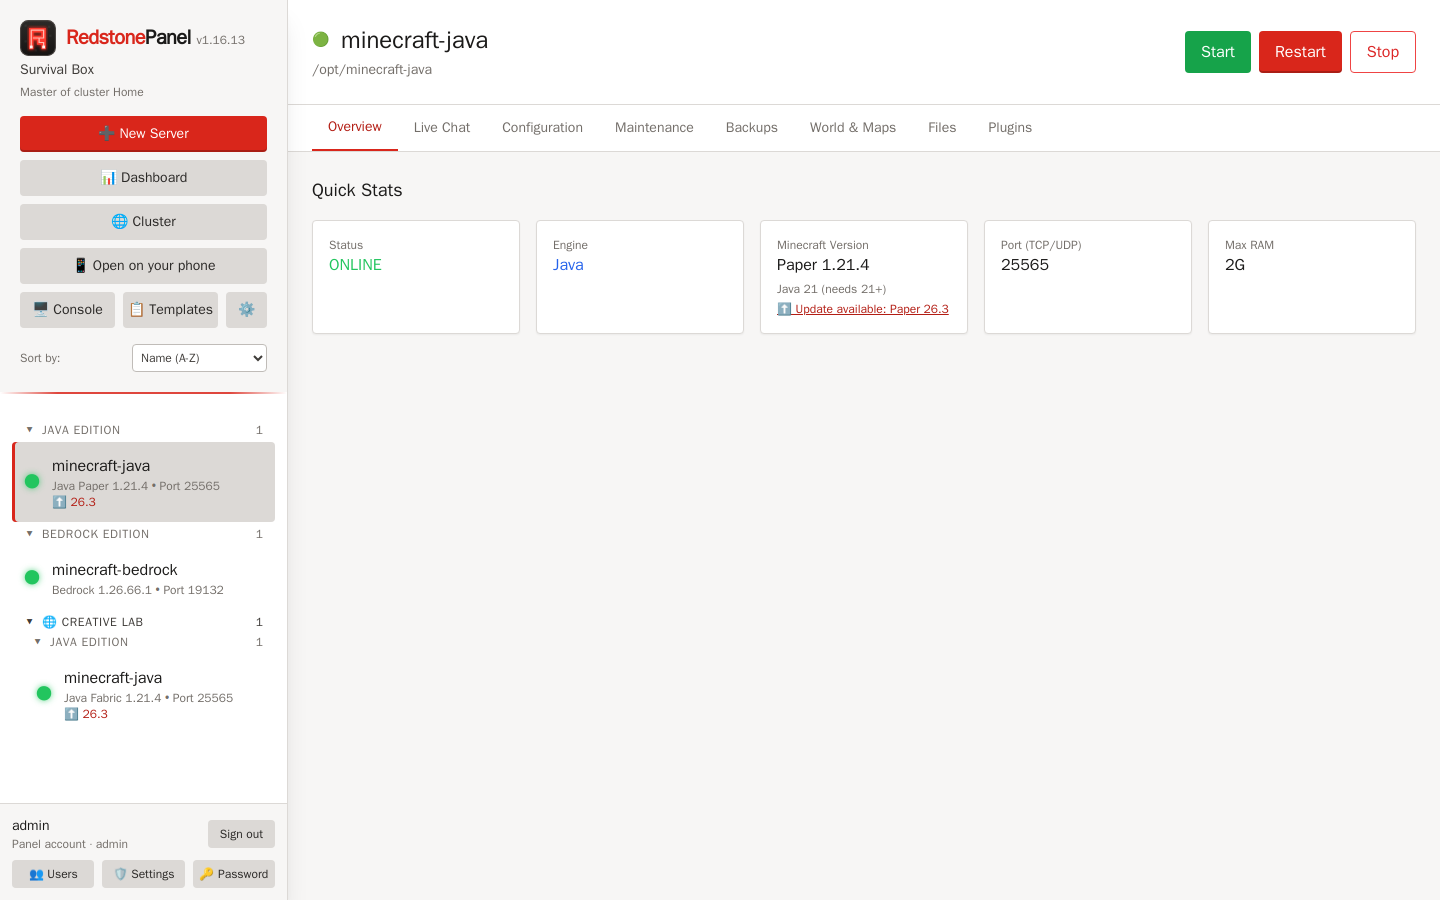 RedstonePanel v1.16.13
Survival Box
Master of cluster Home
➕ New Server
📊 Dashboard
🌐 Cluster
📱 Open on your phone
🖥️ Console
📋 Templates
⚙️
Sort by:
Name (A-Z)
▼ JAVA EDITION 1
minecraft-java
Java Paper 1.21.4 • Port 25565
⬆️ 26.3
▼ BEDROCK EDITION 1
minecraft-bedrock
Bedrock 1.26.66.1 • Port 19132
▼ 🌐 CREATIVE LAB 1
▼ JAVA EDITION 1
minecraft-java
Java Fabric 1.21.4 • Port 25565
⬆️ 26.3
admin
Panel account · admin
Sign out
👥 Users
🛡️ Settings
🔑 Password
minecraft-java
/opt/minecraft-java
Start
Restart
Stop
Overview
Live Chat
Configuration
Maintenance
Backups
World & Maps
Files
Plugins
Quick Stats
Status
ONLINE
Engine
Java
Minecraft Version
Paper 1.21.4
Java 21 (needs 21+)
⬆️ Update available: Paper 26.3
Port (TCP/UDP)
25565
Max RAM
2G